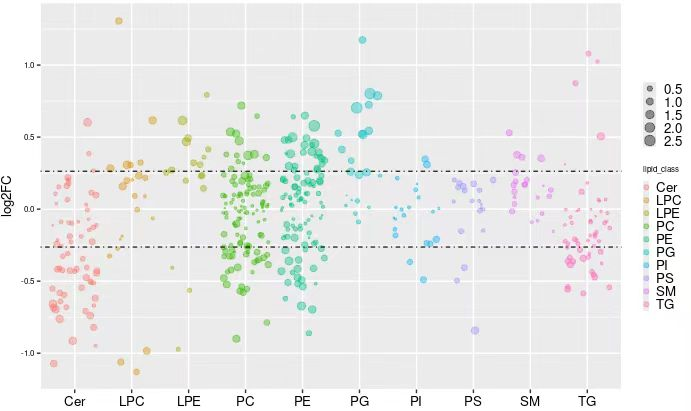 log2FC
1.0
0.5
0.0
-0.5
-1.0
Cer LPC LPE PC PE PG PI PS SM TG
0.5
1.0
1.5
2.0
2.5
lipid_class
Cer
LPC
LPE
PC
PE
PG
PI
PS
SM
TG